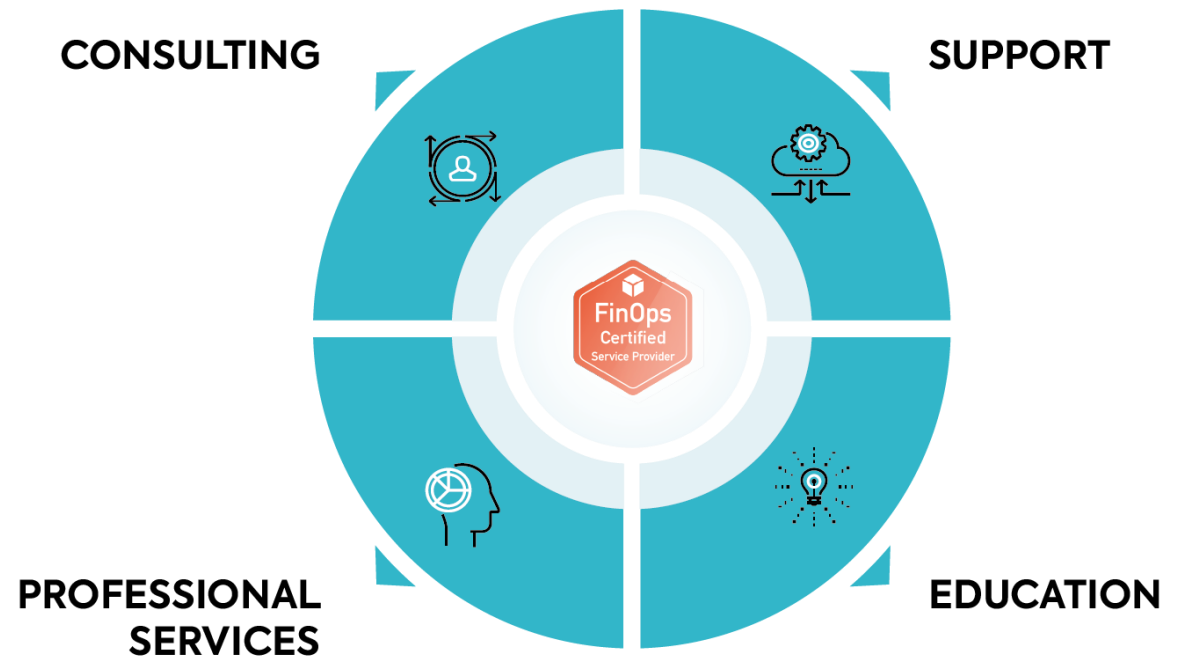 CONSULTING
SUPPORT
FinOps
Certified
Service Provider
PROFESSIONAL
SERVICES
EDUCATION